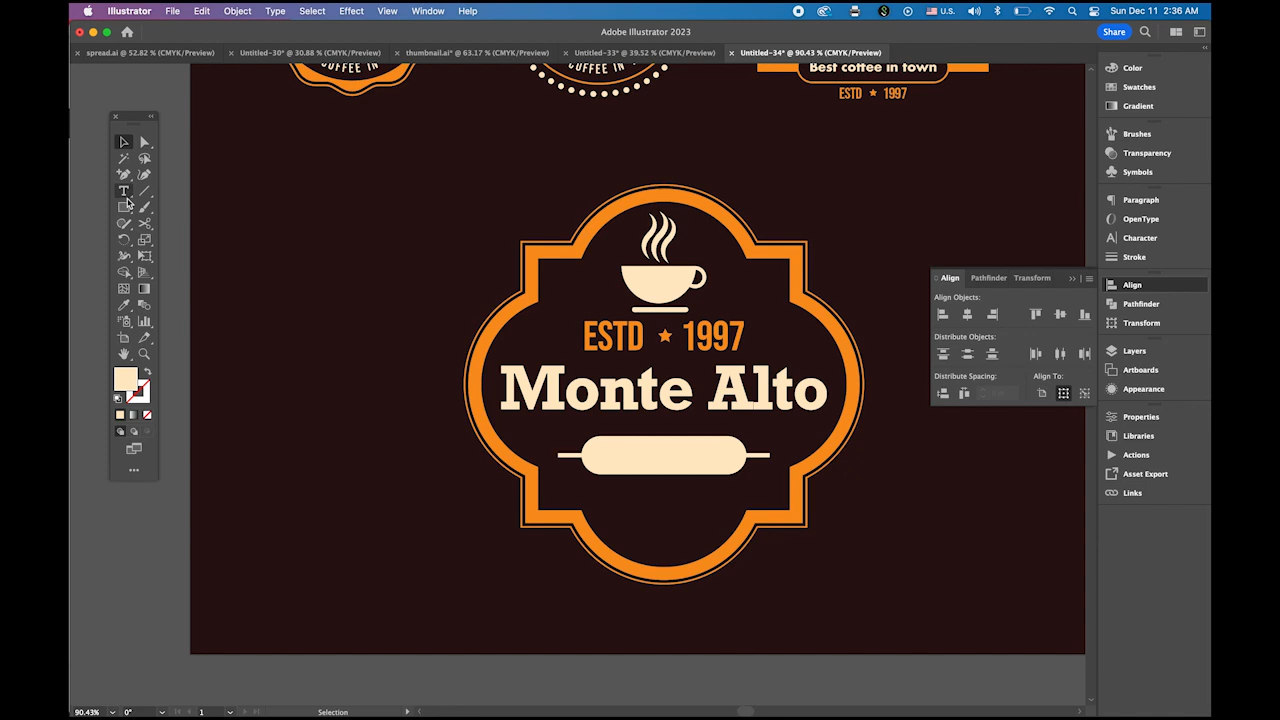 Illustrator File Edit Object Type Select Effect View Window Help U.S. Sun Dec 11 2:36 AM
Adobe Illustrator 2023
Share
spread.ai @ 52.82 % (CMYK/Preview)
Untitled-30* @ 30.88 % (CMYK/Preview)
thumbnail.ai* @ 63.17 % (CMYK/Preview)
Untitled-33* @ 39.52 % (CMYK/Preview)
Untitled-34* @ 90.43 % (CMYK/Preview)
COFFEE IN
COFFEE IN
Best coffee in town
ESTD ★ 1997
ESTD ★ 1997
Monte Alto
Align Pathfinder Transform
Align Objects:
Distribute Objects:
Distribute Spacing: Align To:
Color
Swatches
Gradient
Brushes
Transparency
Symbols
Paragraph
OpenType
Character
Stroke
Align
Pathfinder
Transform
Layers
Artboards
Appearance
Properties
Libraries
Actions
Asset Export
Links
90.43% 0° 1 Selection